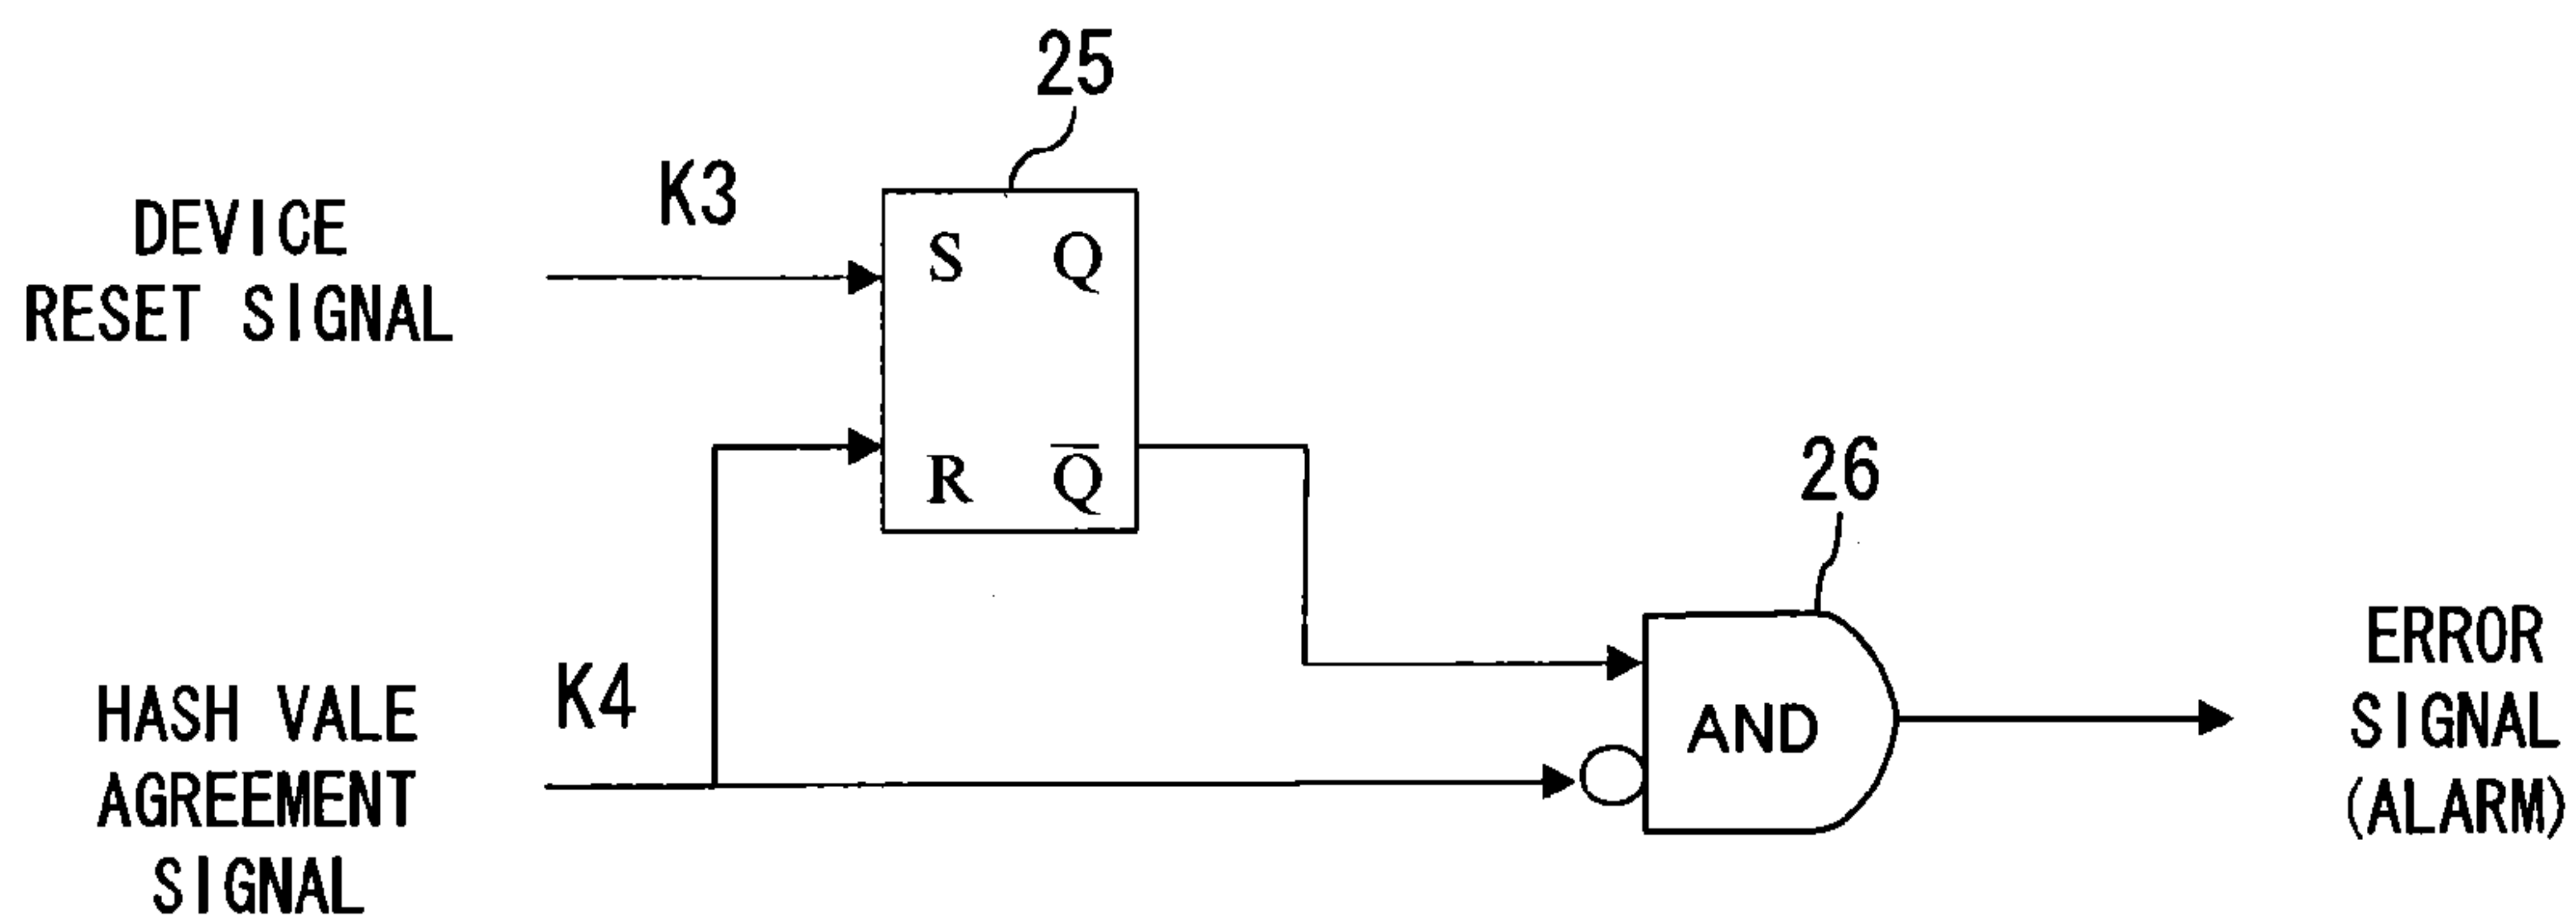 25
K3
DEVICE
RESET SIGNAL
S Q
R Q̅
26
K4
HASH VALE
AGREEMENT
SIGNAL
AND
ERROR
SIGNAL
(ALARM)